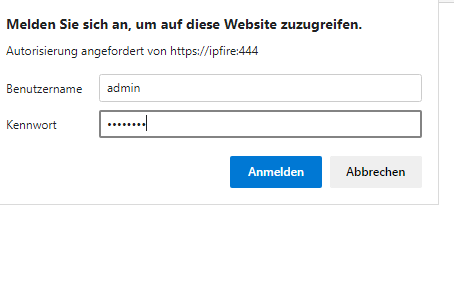 Melden Sie sich an, um auf diese Website zuzugreifen.
Autorisierung angefordert von https://ipfire:444
Benutzername admin
Kennwort ••••••••
Anmelden Abbrechen